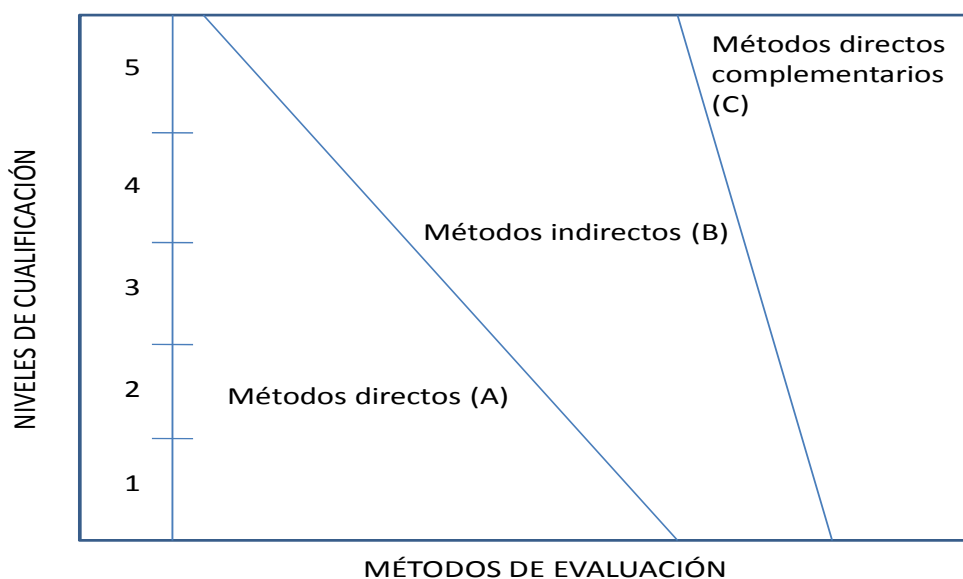 NIVELES DE CUALIFICACIÓN
5
4
3
2
1
Métodos directos (A)
Métodos indirectos (B)
Métodos directos
complementarios
(C)
MÉTODOS DE EVALUACIÓN